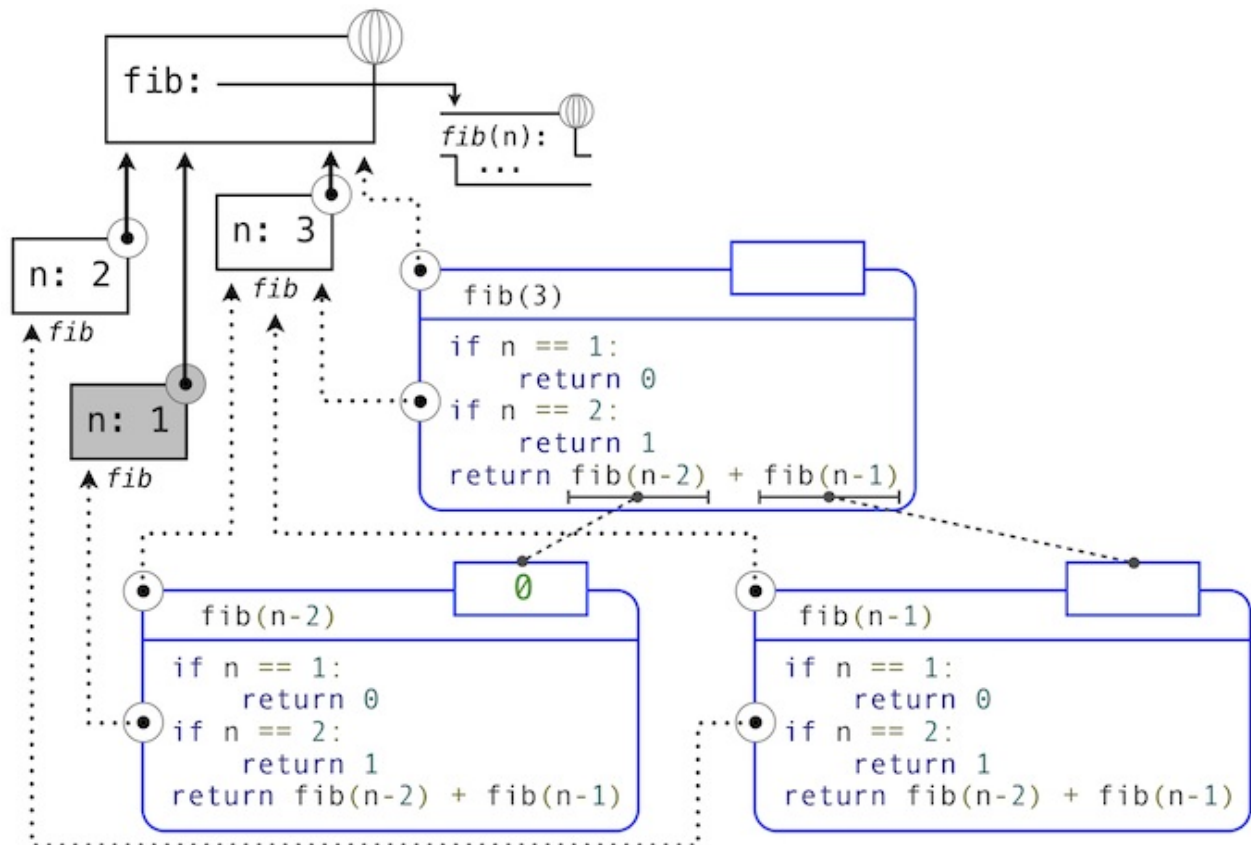 fib:
fib(n):
...
n: 3
fib
n: 2
fib
n: 1
fib
fib(3)
if n == 1:
return 0
if n == 2:
return 1
return fib(n-2) + fib(n-1)
0
fib(n-2)
if n == 1:
return 0
if n == 2:
return 1
return fib(n-2) + fib(n-1)
fib(n-1)
if n == 1:
return 0
if n == 2:
return 1
return fib(n-2) + fib(n-1)